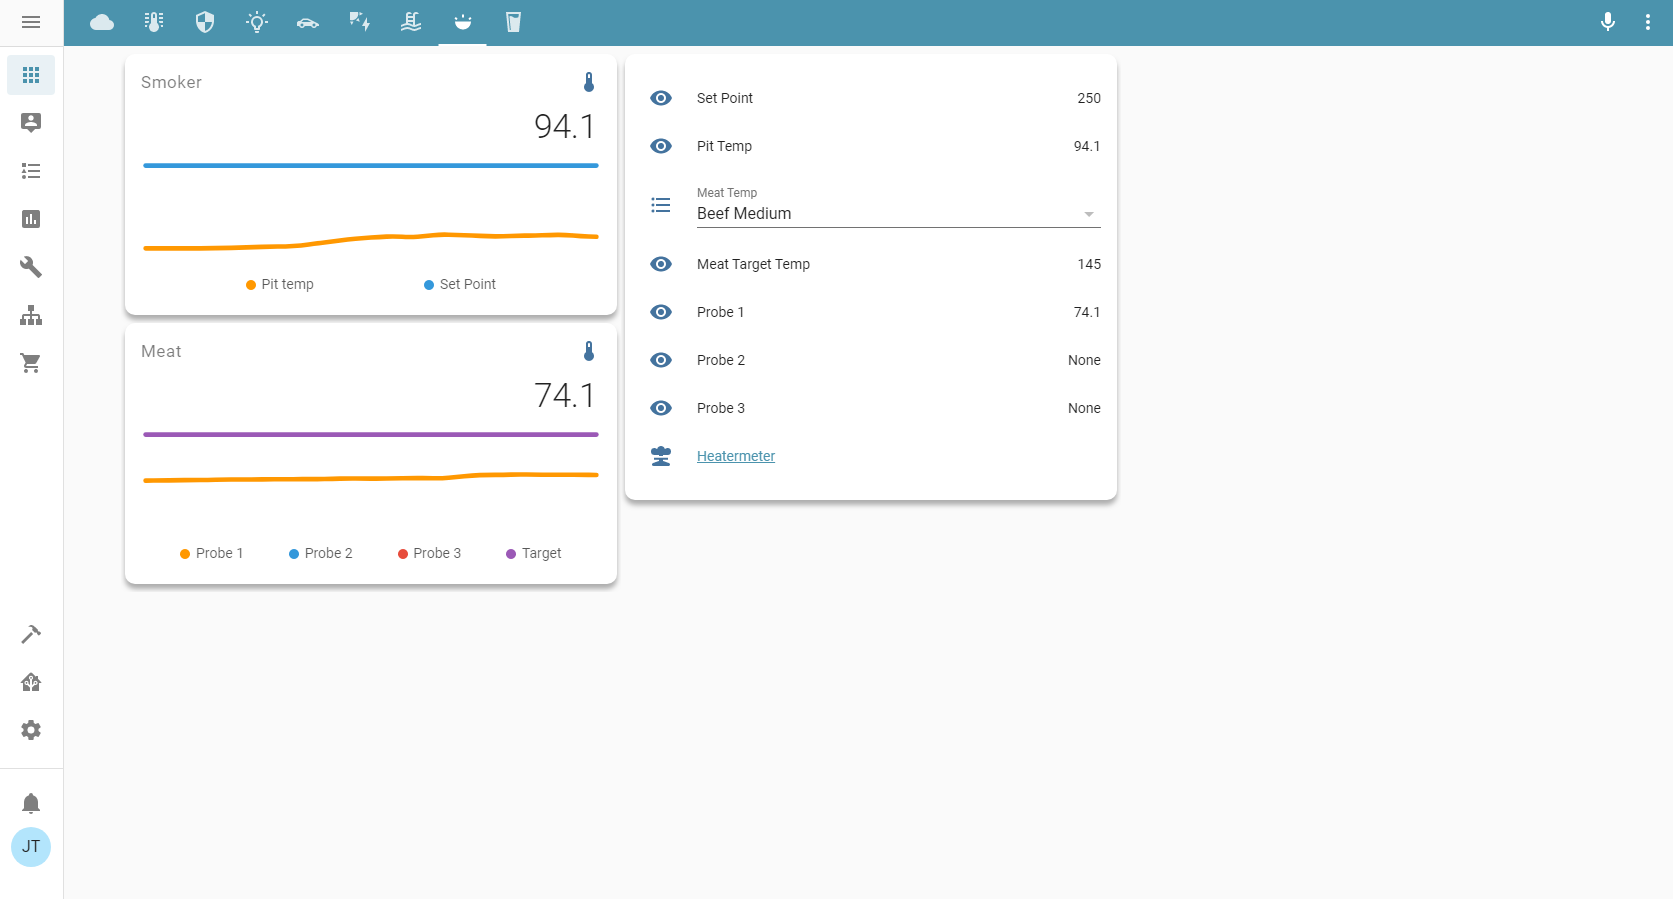 Smoker
94.1
Pit temp
Set Point
Meat
74.1
Probe 1
Probe 2
Probe 3
Target
Set Point 250
Pit Temp 94.1
Meat Temp
Beef Medium
Meat Target Temp 145
Probe 1 74.1
Probe 2 None
Probe 3 None
Heatermeter
JT